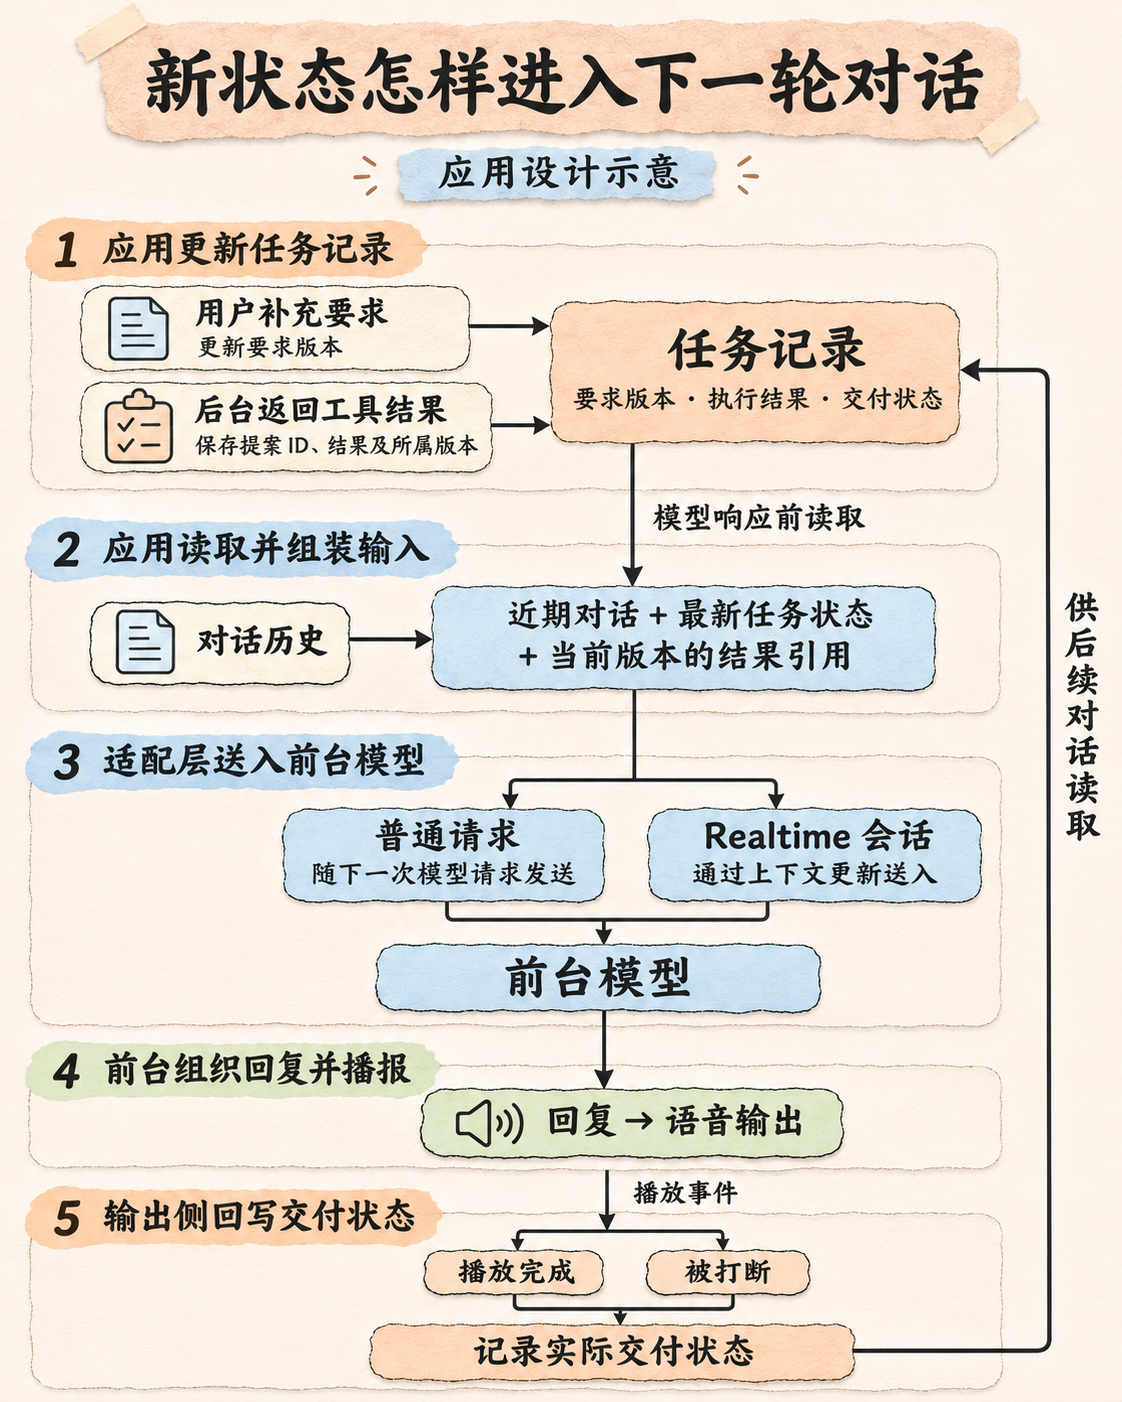 新状态怎样进入下一轮对话
应用设计示意
1 应用更新任务记录
用户补充要求
更新要求版本
后台返回工具结果
保存提案 ID、结果及所属版本
任务记录
要求版本 · 执行结果 · 交付状态
模型响应前读取
2 应用读取并组装输入
对话历史
近期对话 + 最新任务状态
+ 当前版本的结果引用
3 适配层送入前台模型
普通请求
随下一次模型请求发送
Realtime 会话
通过上下文更新送入
前台模型
4 前台组织回复并播报
回复 → 语音输出
播放事件
5 输出侧回写交付状态
播放完成
被打断
记录实际交付状态
供后续对话读取